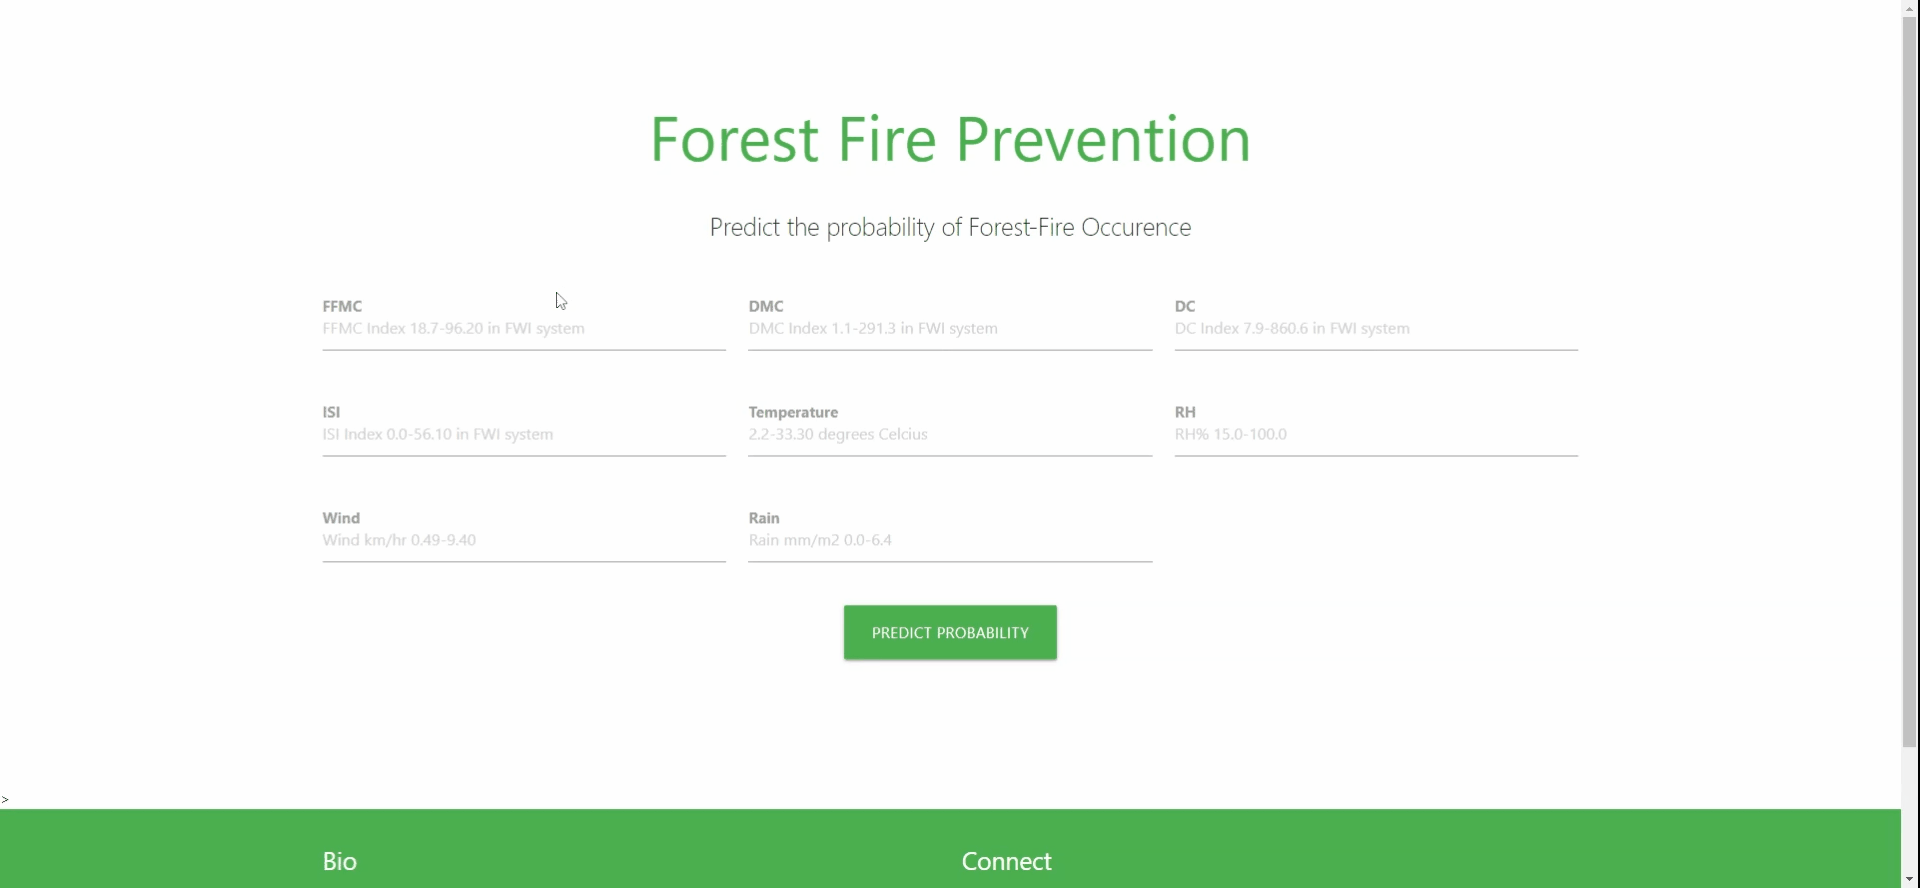 Forest Fire Prevention
Predict the probability of Forest-Fire Occurence
FFMC
FFMC Index 18.7-96.20 in FWI system
DMC
DMC Index 1.1-291.3 in FWI system
DC
DC Index 7.9-860.6 in FWI system
ISI
ISI Index 0.0-56.10 in FWI system
Temperature
2.2-33.30 degrees Celcius
RH
RH% 15.0-100.0
Wind
Wind km/hr 0.49-9.40
Rain
Rain mm/m2 0.0-6.4
PREDICT PROBABILITY
>
Bio
Connect